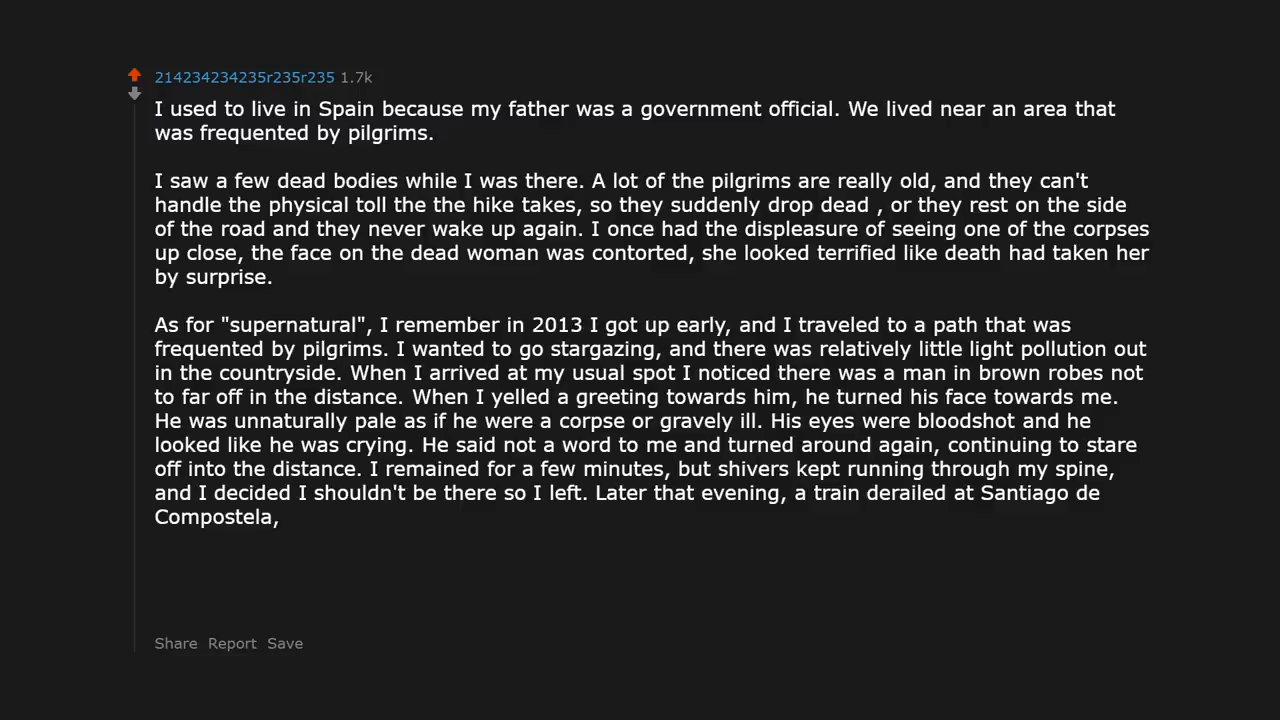 214234234235r235r235 1.7k
I used to live in Spain because my father was a government official. We lived near an area that
was frequented by pilgrims.
I saw a few dead bodies while I was there. A lot of the pilgrims are really old, and they can't
handle the physical toll the the hike takes, so they suddenly drop dead , or they rest on the side
of the road and they never wake up again. I once had the displeasure of seeing one of the corpses
up close, the face on the dead woman was contorted, she looked terrified like death had taken her
by surprise.
As for "supernatural", I remember in 2013 I got up early, and I traveled to a path that was
frequented by pilgrims. I wanted to go stargazing, and there was relatively little light pollution out
in the countryside. When I arrived at my usual spot I noticed there was a man in brown robes not
to far off in the distance. When I yelled a greeting towards him, he turned his face towards me.
He was unnaturally pale as if he were a corpse or gravely ill. His eyes were bloodshot and he
looked like he was crying. He said not a word to me and turned around again, continuing to stare
off into the distance. I remained for a few minutes, but shivers kept running through my spine,
and I decided I shouldn't be there so I left. Later that evening, a train derailed at Santiago de
Compostela,
Share Report Save